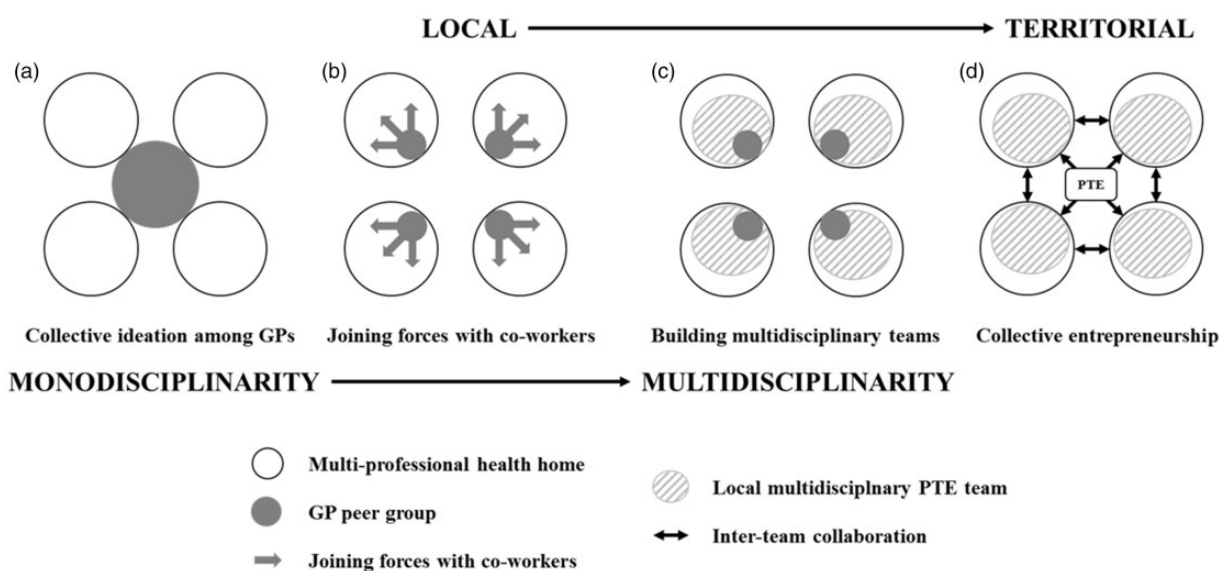 LOCAL TERRITORIAL
(a) (b) (c) (d)
PTE
Collective ideation among GPs Joining forces with co-workers Building multidisciplinary teams Collective entrepreneurship
MONODISCIPLINARITY MULTIDISCIPLINARITY
Multi-professional health home
GP peer group
Joining forces with co-workers
Local multidisciplnary PTE team
Inter-team collaboration